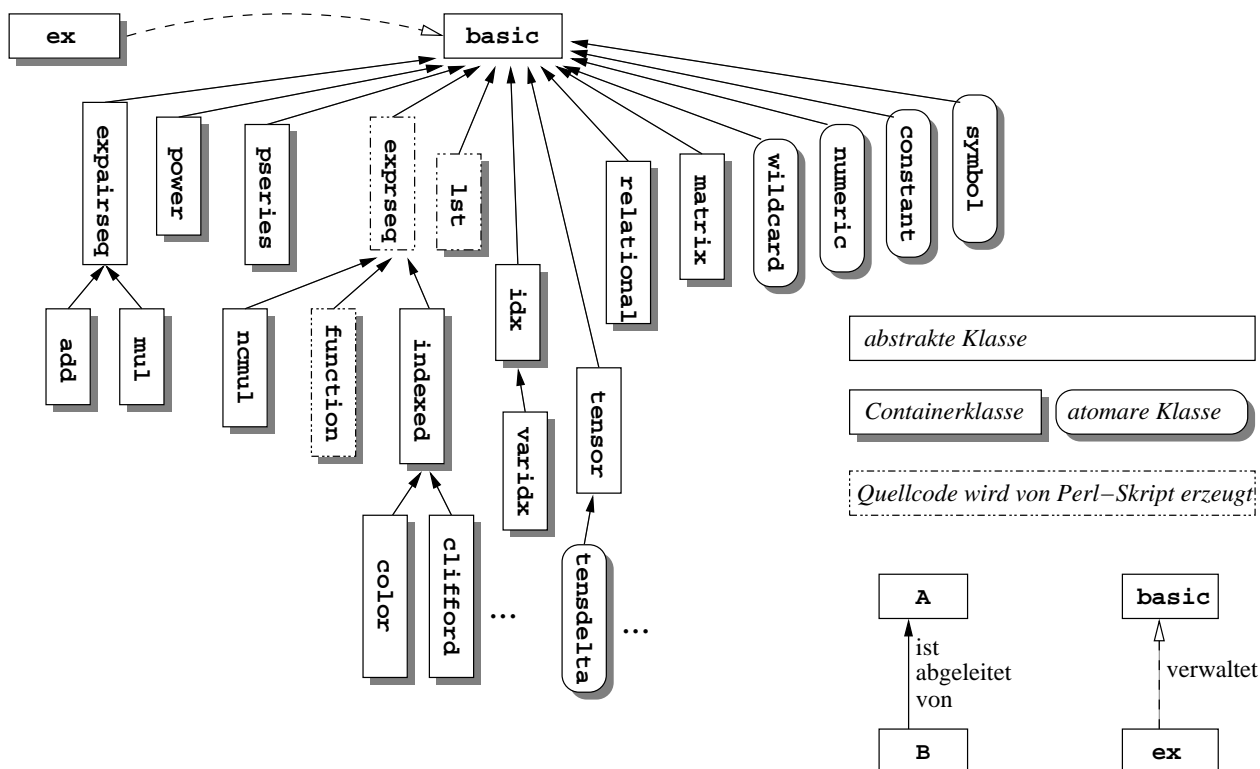 ex
basic
expairseq
power
pseries
exprseq
lst
relational
matrix
wildcard
numeric
constant
symbol
add
mul
ncmul
function
indexed
idx
varidx
tensor
color
clifford
...
tensdelta
...
abstrakte Klasse
Containerklasse
atomare Klasse
Quellcode wird von Perl−Skript erzeugt
A
ist
abgeleitet
von
B
basic
verwaltet
ex